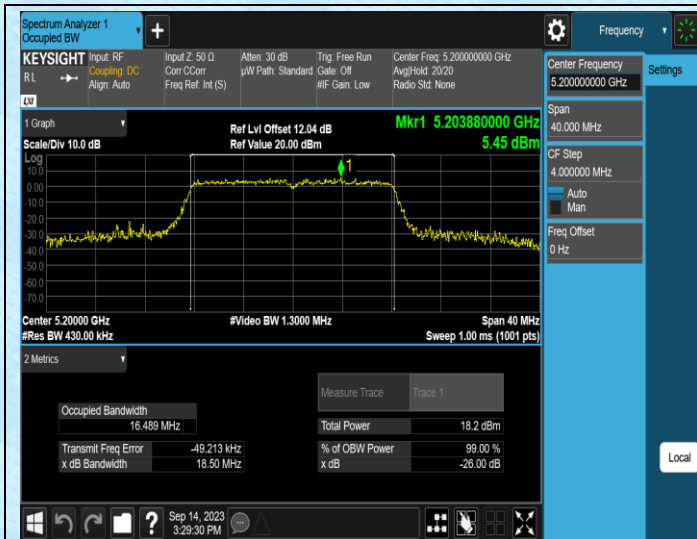 Spectrum Analyzer 1
Occupied BW
+
Frequency
KEYSIGHT
RL
LXI
Input: RF
Coupling: DC
Align: Auto
Input Z: 50 Ω
Corr CCorr
Freq Ref: Int (S)
Atten: 30 dB
µW Path: Standard
Trig: Free Run
Gate: Off
#IF Gain: Low
Center Freq: 5.200000000 GHz
Avg|Hold: 20/20
Radio Std: None
Center Frequency
5.200000000 GHz
Settings
Span
40.000 MHz
CF Step
4.000000 MHz
Auto
Man
Freq Offset
0 Hz
Local
1 Graph
Scale/Div 10.0 dB
Ref Lvl Offset 12.04 dB
Ref Value 20.00 dBm
Mkr1 5.203880000 GHz
5.45 dBm
Log
10.0
0.00
-10.0
-20.0
-30.0
-40.0
-50.0
-60.0
-70.0
1
Center 5.20000 GHz
#Res BW 430.00 kHz
#Video BW 1.3000 MHz
Span 40 MHz
Sweep 1.00 ms (1001 pts)
2 Metrics
Measure Trace Trace 1
Occupied Bandwidth
16.489 MHz
Total Power 18.2 dBm
Transmit Freq Error -49.213 kHz
% of OBW Power 99.00 %
x dB Bandwidth 18.50 MHz
x dB -26.00 dB
?
Sep 14, 2023
3:29:30 PM